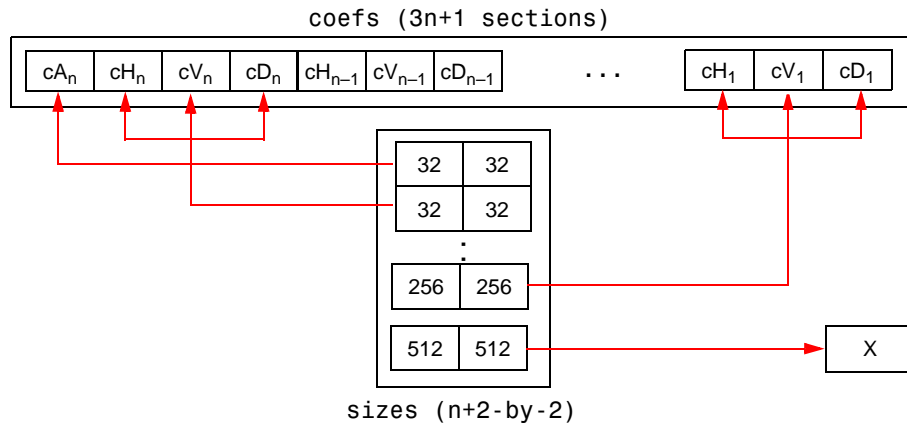 coefs (3n+1 sections)
cAₙ cHₙ cVₙ cDₙ cHₙ₋₁ cVₙ₋₁ cDₙ₋₁ ... cH₁ cV₁ cD₁
32 32
32 32
:
256 256
512 512 X
sizes (n+2-by-2)